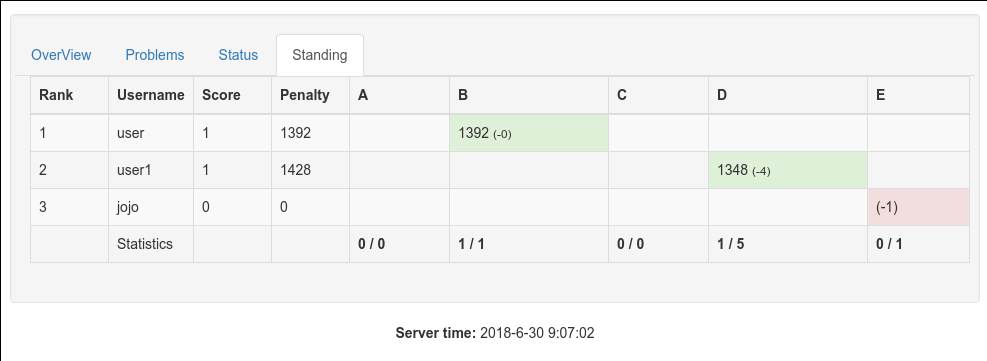 OverView Problems Status Standing
Rank Username Score Penalty A B C D E
1 user 1 1392 1392 (-0)
2 user1 1 1428 1348 (-4)
3 jojo 0 0 (-1)
Statistics 0 / 0 1 / 1 0 / 0 1 / 5 0 / 1
Server time: 2018-6-30 9:07:02